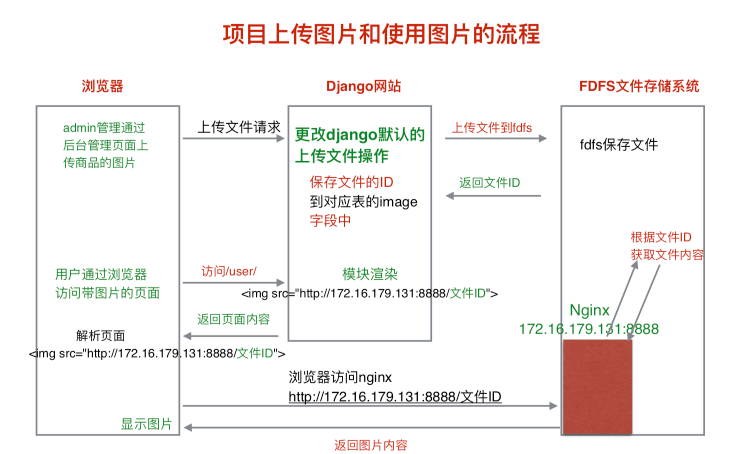 项目上传图片和使用图片的流程
浏览器
Django网站
FDFS文件存储系统
admin管理通过
后台管理页面上
传商品的图片
上传文件请求
更改django默认的
上传文件操作
保存文件的ID
到对应表的image
字段中
上传文件到fdfs
返回文件ID
fdfs保存文件
根据文件ID
获取文件内容
用户通过浏览器
访问带图片的页面
访问/user/
模块渲染
<img src="http://172.16.179.131:8888/文件ID">
返回页面内容
解析页面
<img src="http://172.16.179.131:8888/文件ID">
Nginx
172.16.179.131:8888
浏览器访问nginx
http://172.16.179.131:8888/文件ID
显示图片
返回图片内容